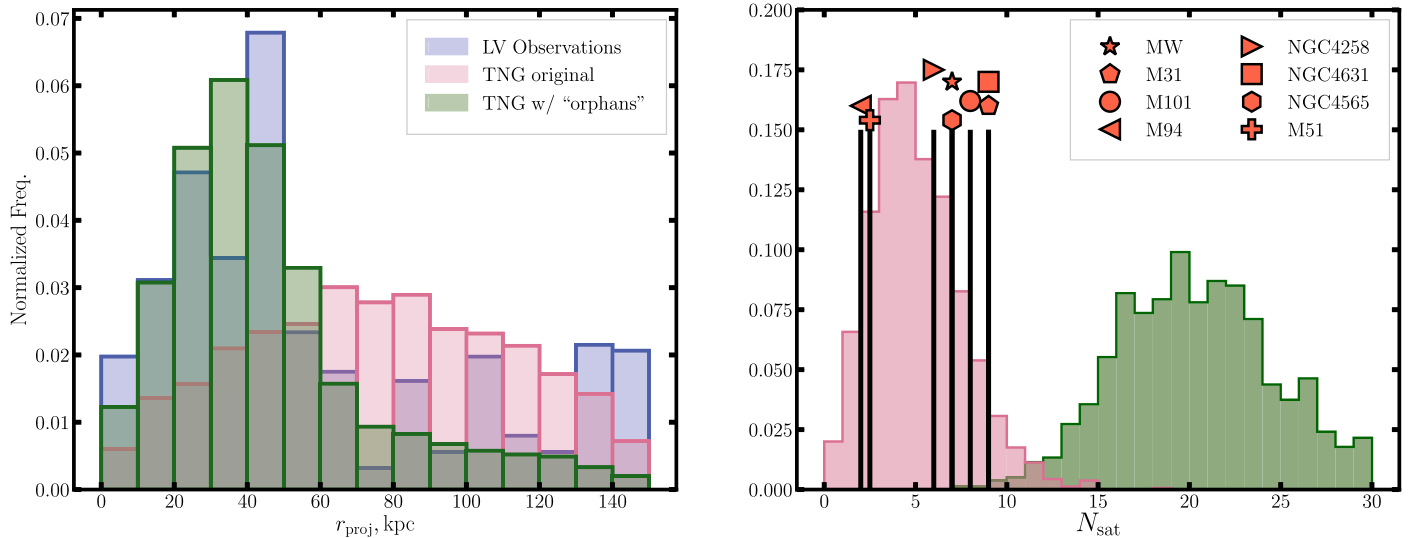 0.07
0.06
0.05
0.04
0.03
0.02
0.01
0.00
Normalized Freq.
LV Observations
TNG original
TNG w/ “orphans”
0 20 40 60 80 100 120 140
r_proj, kpc
0.200
0.175
0.150
0.125
0.100
0.075
0.050
0.025
0.000
MW
M31
M101
M94
NGC4258
NGC4631
NGC4565
M51
0 5 10 15 20 25 30
N_sat